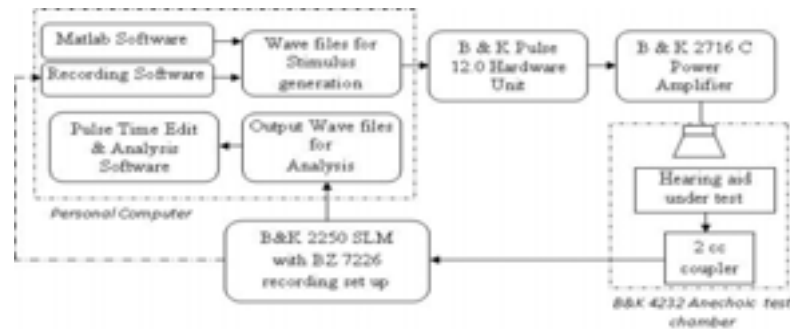 Matlab Software
Recording Software
Wave files for
Stimulus
generation
B & K Pulse
12.0 Hardware
Unit
B & K 2716 C
Power
Amplifier
Pulse Time Edit
& Analysis
Software
Output Wave files
for
Analysis
Personal Computer
Hearing aid
under test
2 cc
coupler
B&K 2250 SLM
with BZ 7226
recording set up
B&K 4232 Anechoic test
chamber